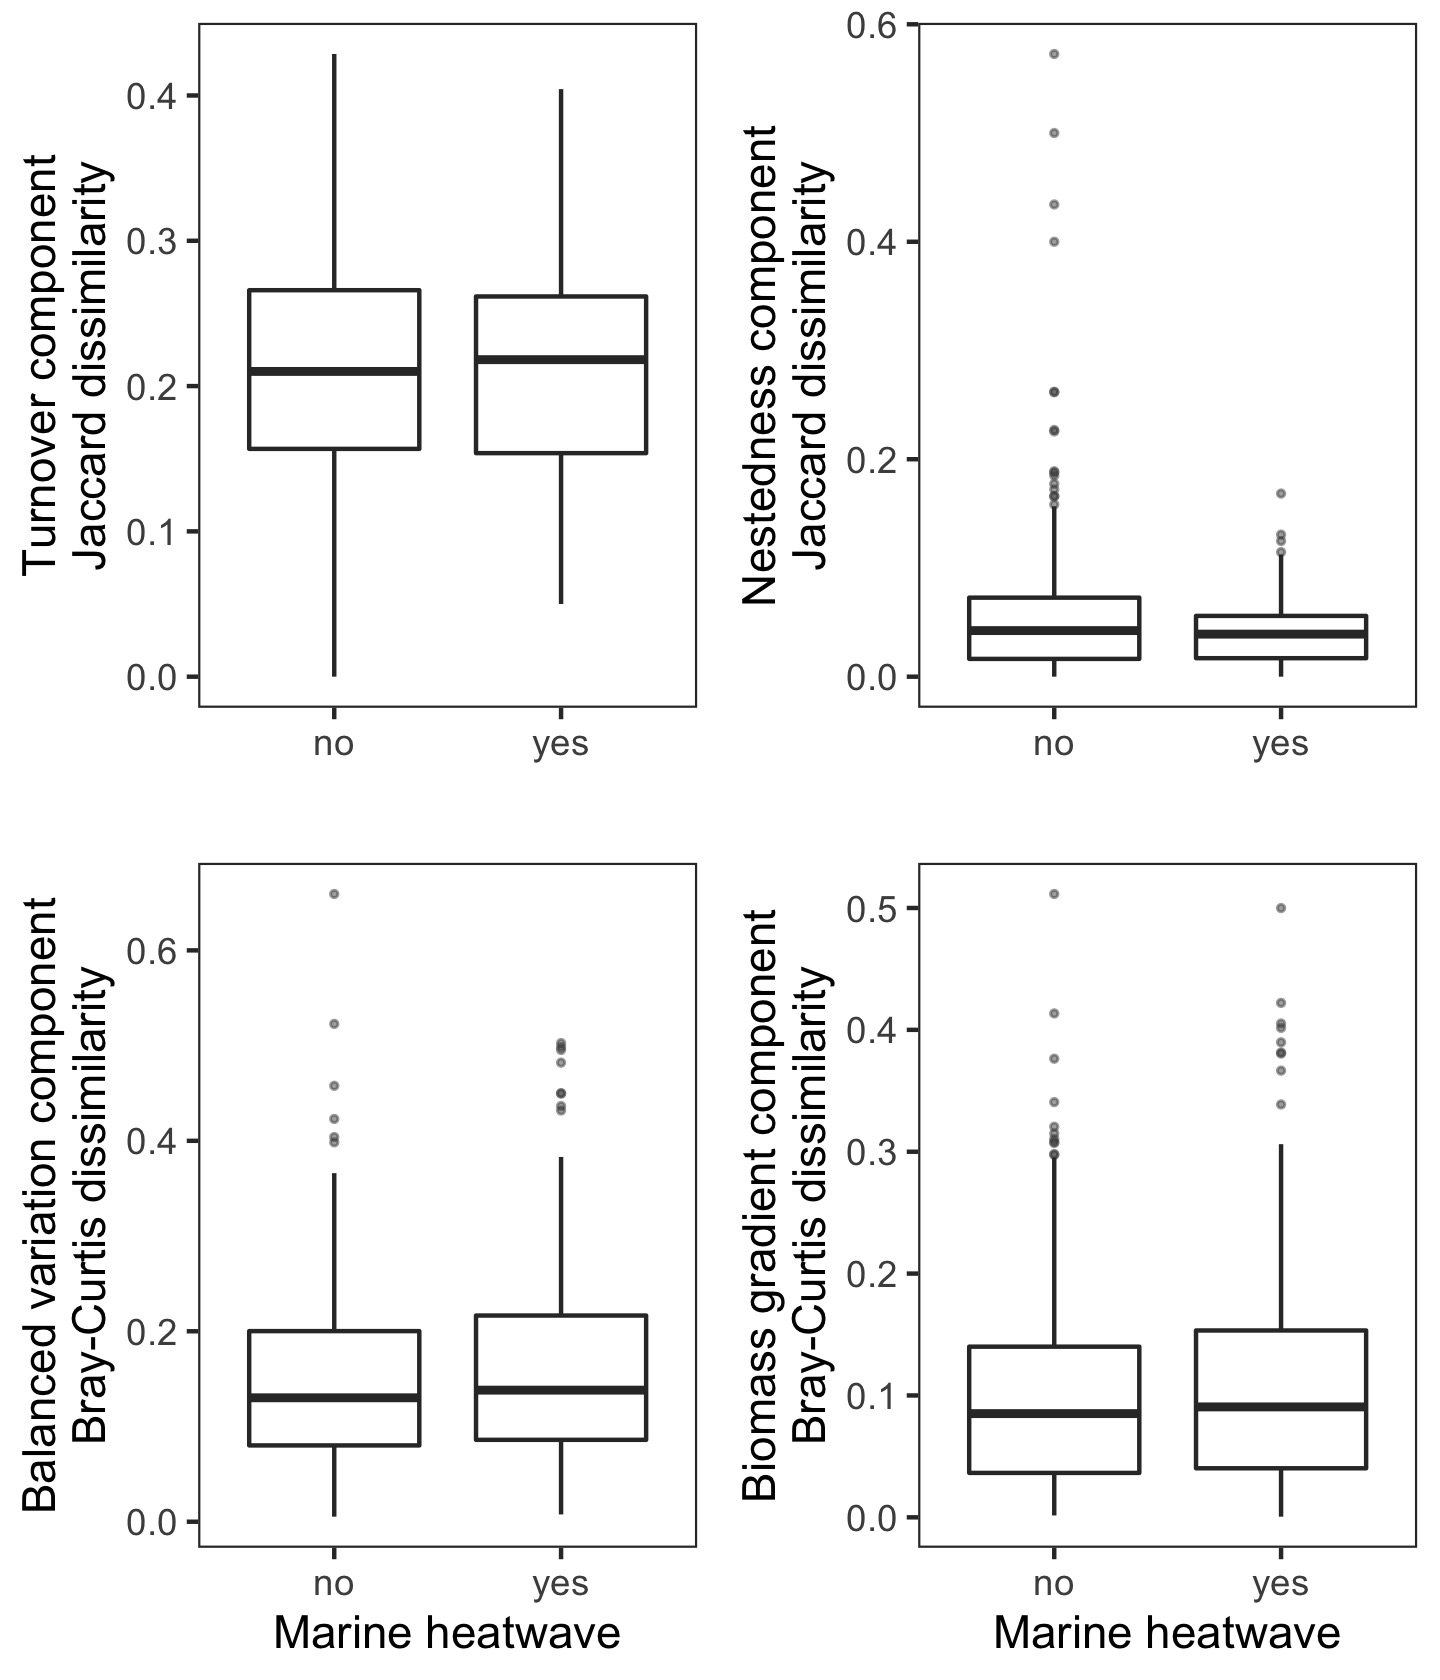 Turnover component
Jaccard dissimilarity
0.4
0.3
0.2
0.1
0.0
no
yes
Nestedness component
Jaccard dissimilarity
0.6
0.4
0.2
0.0
no
yes
Balanced variation component
Bray-Curtis dissimilarity
0.6
0.4
0.2
0.0
no
yes
Marine heatwave
Biomass gradient component
Bray-Curtis dissimilarity
0.5
0.4
0.3
0.2
0.1
0.0
no
yes
Marine heatwave